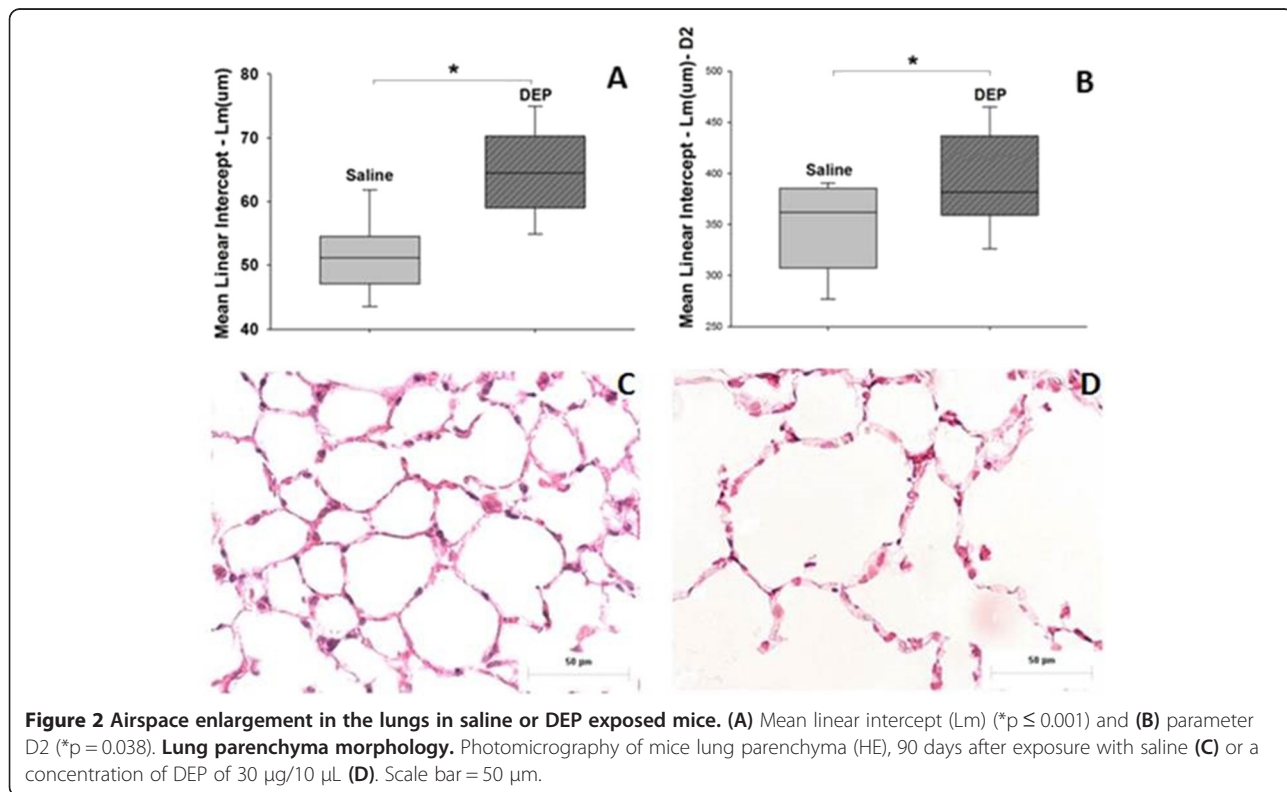 Mean Linear Intercept - Lm(um)
80
70
60
50
40
*
A
Saline
DEP
Mean Linear Intercept - Lm(um)- D2
500
450
400
350
300
250
*
B
Saline
DEP
C
50 µm
D
50 µm
Figure 2 Airspace enlargement in the lungs in saline or DEP exposed mice. (A) Mean linear intercept (Lm) (*p ≤ 0.001) and (B) parameter
D2 (*p = 0.038). Lung parenchyma morphology. Photomicrography of mice lung parenchyma (HE), 90 days after exposure with saline (C) or a
concentration of DEP of 30 µg/10 µL (D). Scale bar = 50 µm.